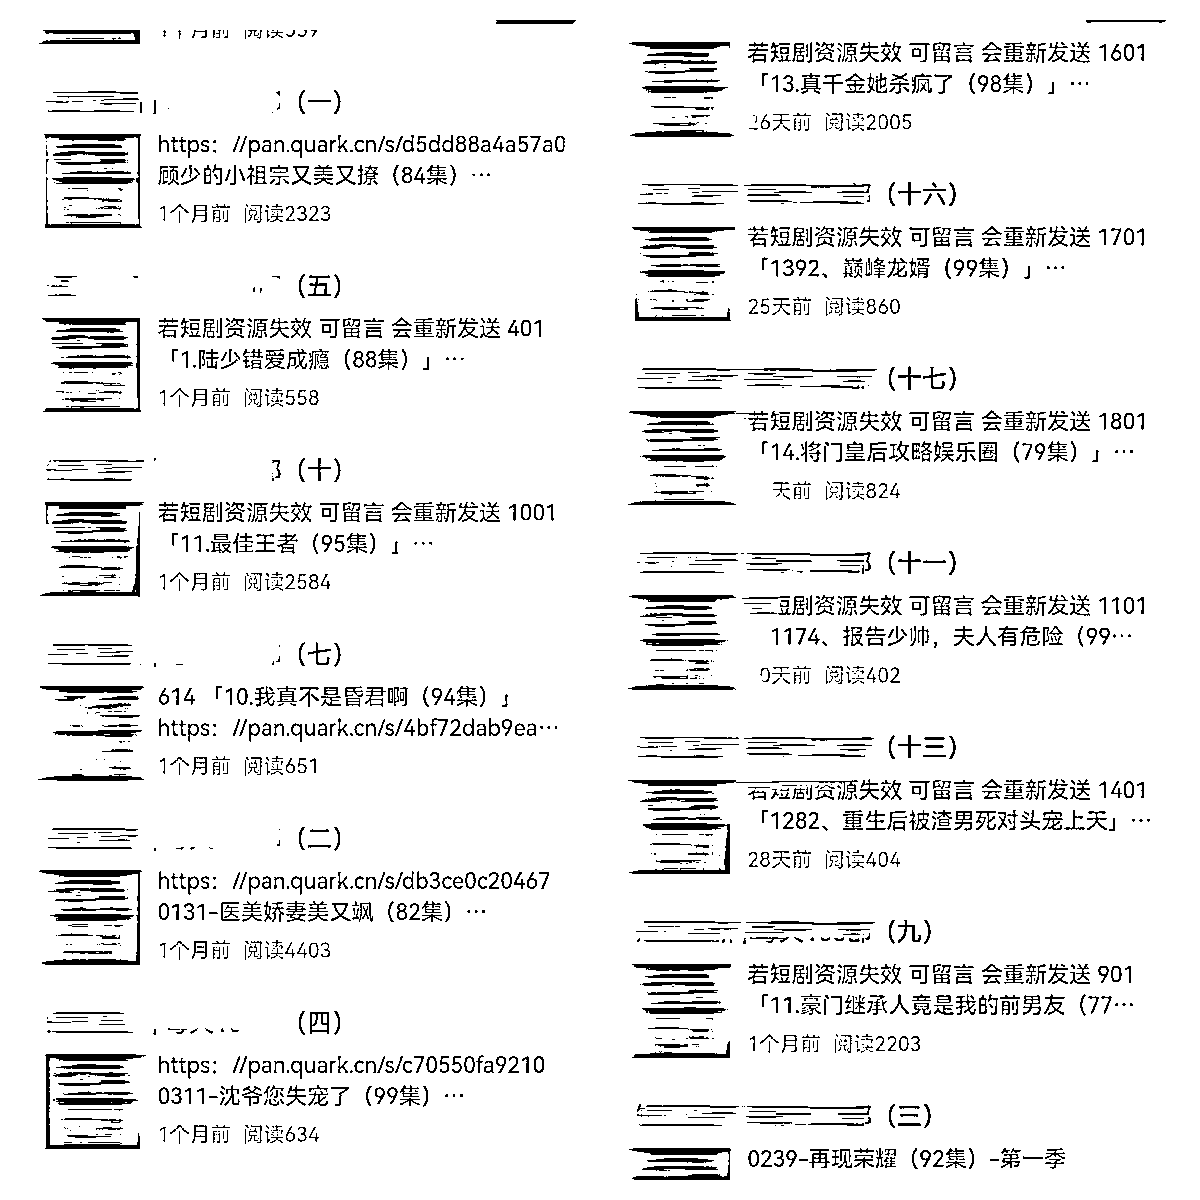 1个月前 阅读559
（一）
https：//pan.quark.cn/s/d5dd88a4a57a0
顾少的小祖宗又美又撩（84集）…
1个月前 阅读2323
（五）
若短剧资源失效 可留言 会重新发送 401
「1.陆少错爱成瘾（88集）」…
1个月前 阅读558
（十）
若短剧资源失效 可留言 会重新发送 1001
「11.最佳王者（95集）」…
1个月前 阅读2584
（七）
614 「10.我真不是昏君啊（94集）」
https：//pan.quark.cn/s/4bf72dab9ea…
1个月前 阅读651
（二）
https：//pan.quark.cn/s/db3ce0c20467
0131-医美娇妻美又飒（82集）…
1个月前 阅读4403
（四）
https：//pan.quark.cn/s/c70550fa9210
0311-沈爷您失宠了（99集）…
1个月前 阅读634
若短剧资源失效 可留言 会重新发送 1601
「13.真千金她杀疯了（98集）」…
26天前 阅读2005
（十六）
若短剧资源失效 可留言 会重新发送 1701
「1392、巅峰龙婿（99集）」…
25天前 阅读860
（十七）
若短剧资源失效 可留言 会重新发送 1801
「14.将门皇后攻略娱乐圈（79集）」…
天前 阅读824
（十一）
短剧资源失效 可留言 会重新发送 1101
1174、报告少帅，夫人有危险（99…
0天前 阅读402
（十三）
若短剧资源失效 可留言 会重新发送 1401
「1282、重生后被渣男死对头宠上天」…
28天前 阅读404
（九）
若短剧资源失效 可留言 会重新发送 901
「11.豪门继承人竟是我的前男友（77…
1个月前 阅读2203
（三）
0239-再现荣耀（92集）-第一季